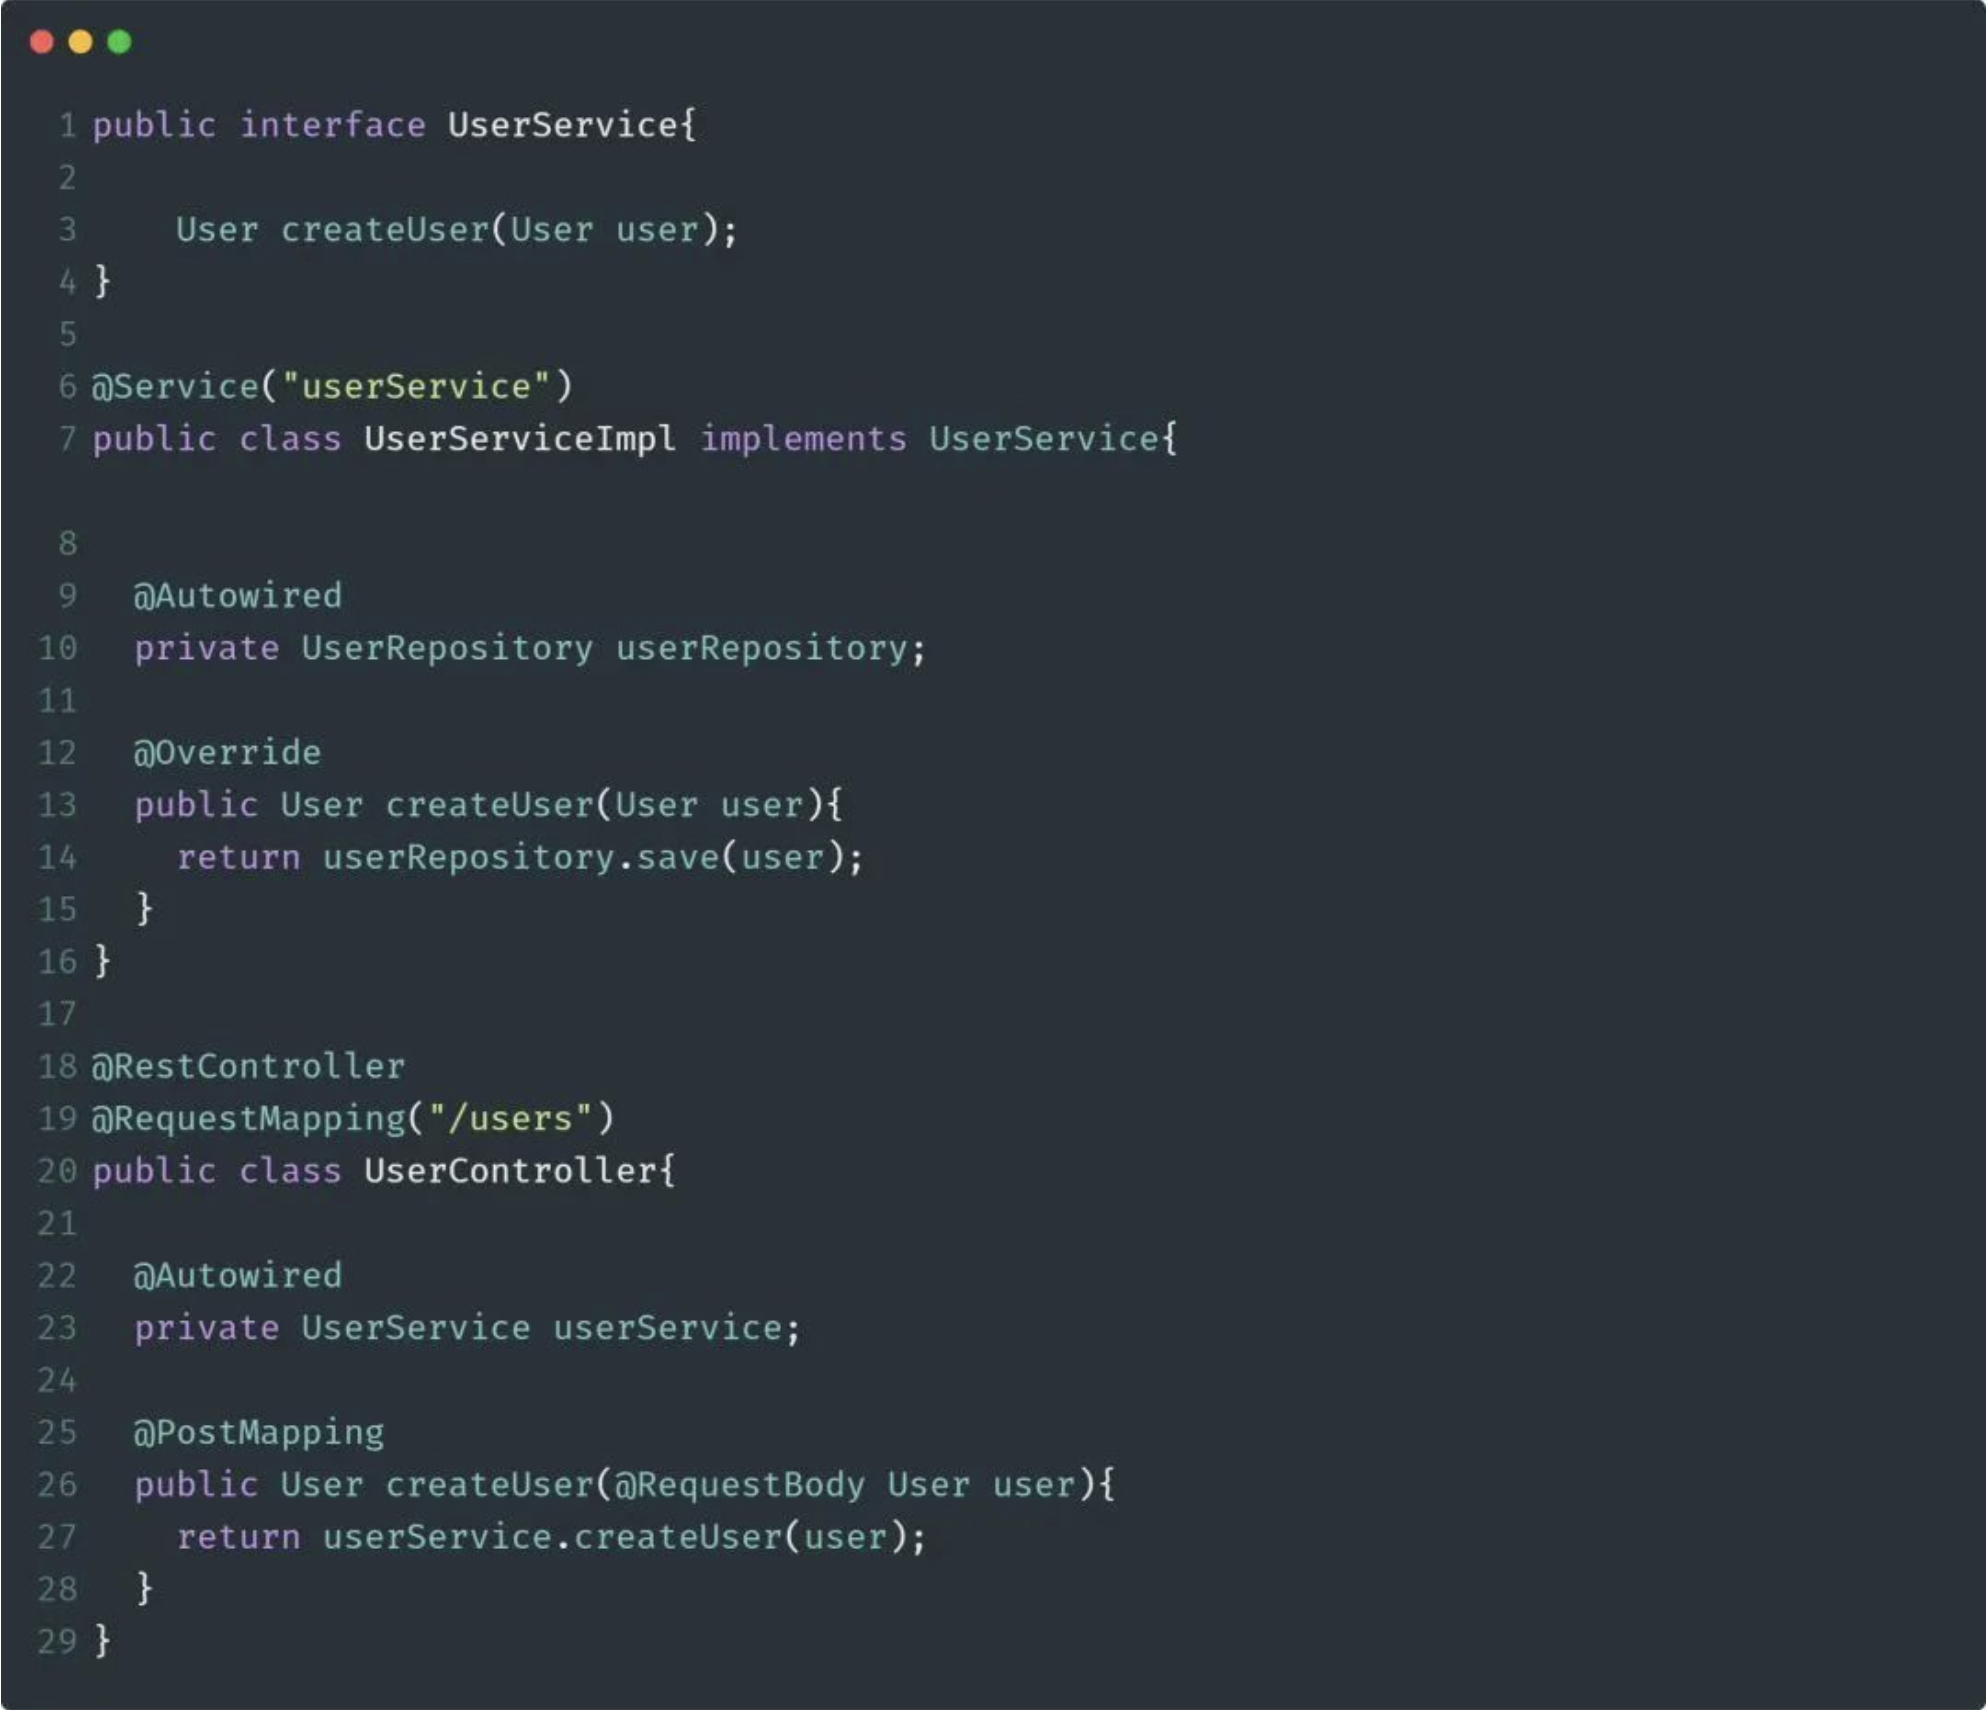 1 public interface UserService{
2
3     User createUser(User user);
4 }
5
6 @Service("userService")
7 public class UserServiceImpl implements UserService{
8
9   @Autowired
10   private UserRepository userRepository;
11
12   @Override
13   public User createUser(User user){
14     return userRepository.save(user);
15   }
16 }
17
18 @RestController
19 @RequestMapping("/users")
20 public class UserController{
21
22   @Autowired
23   private UserService userService;
24
25   @PostMapping
26   public User createUser(@RequestBody User user){
27     return userService.createUser(user);
28   }
29 }